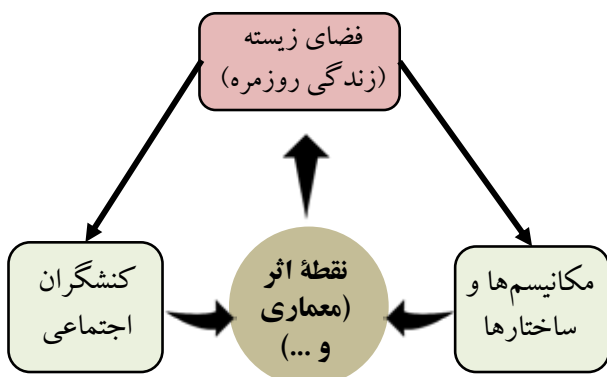 فضای زیسته
(زندگی روزمره)
مکانیسم‌ها و
ساختارها
نقطهٔ اثر
(معماری
و ...)
کنشگران
اجتماعی